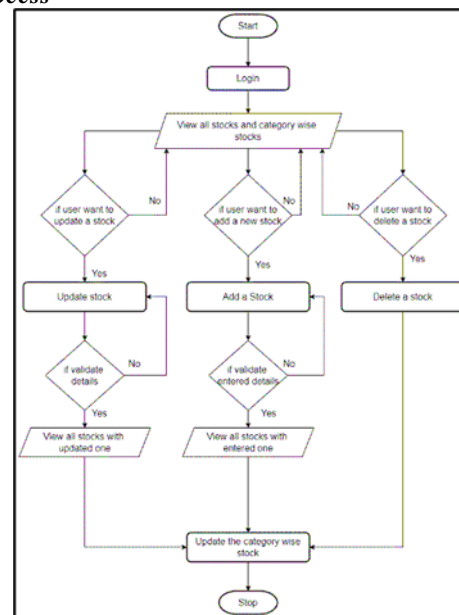 Start
Login
View all stocks and category wise
stocks
No
No
No
if user want to
update a stock
if user want to
add a new stock
if user want to
delete a stock
Yes
Yes
Yes
Update stock
Add a Stock
Delete a stock
No
No
if validate
details
if validate
entered details
Yes
Yes
View all stocks with
updated one
View all stocks with
entered one
Update the category wise
stock
Stop